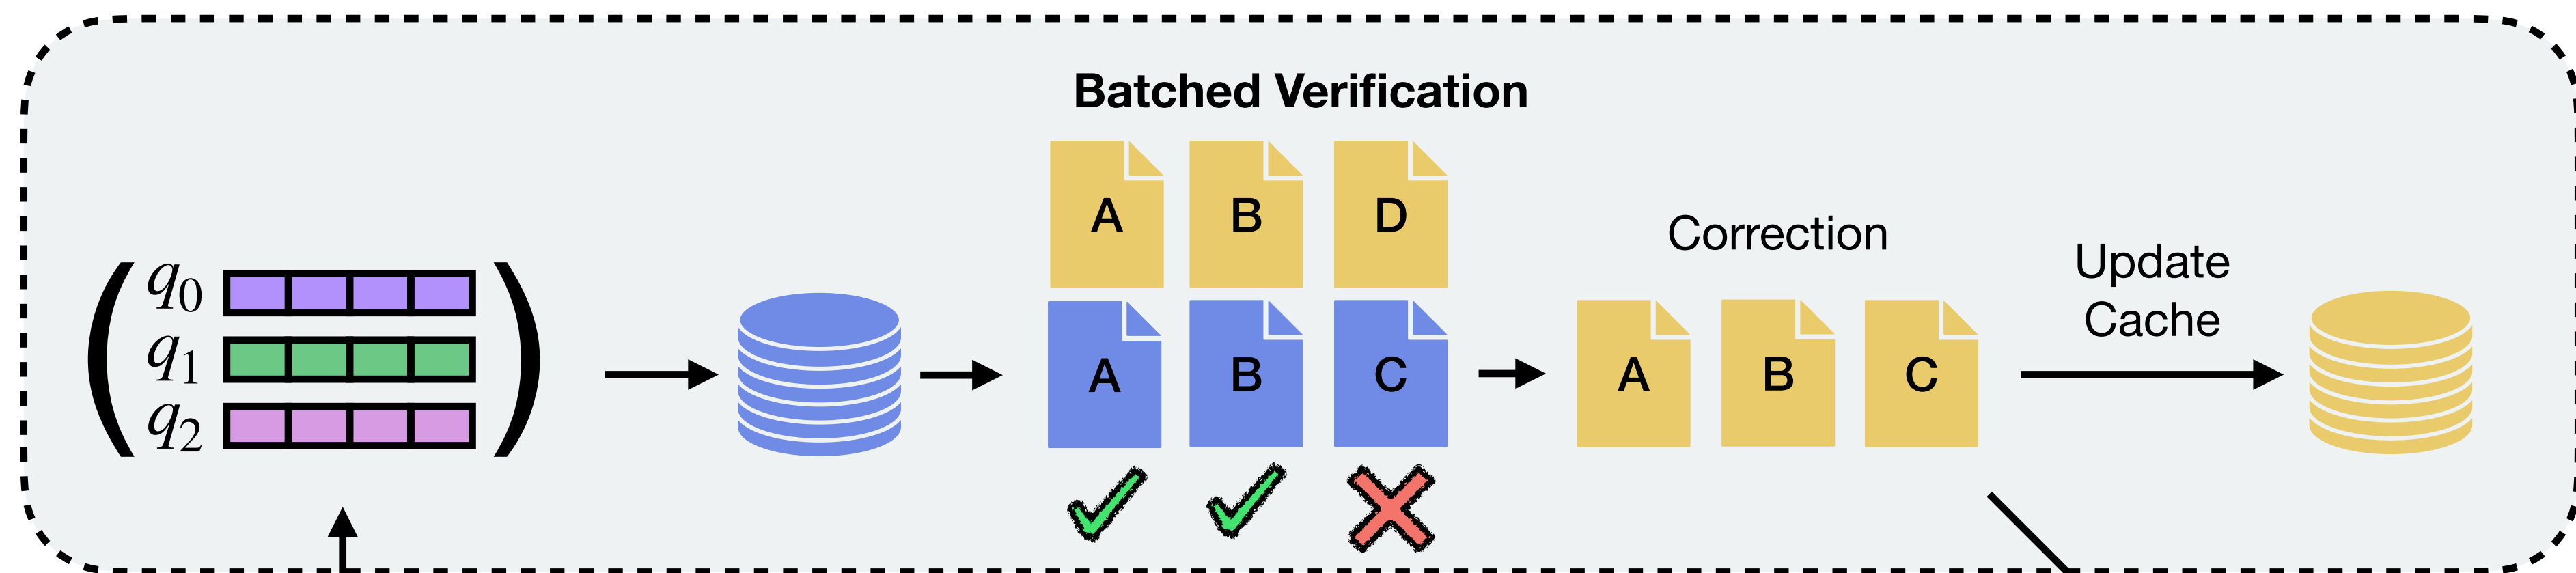 Batched Verification
A B D
q0
q1
q2
A B C
Correction
A B C
Update
Cache